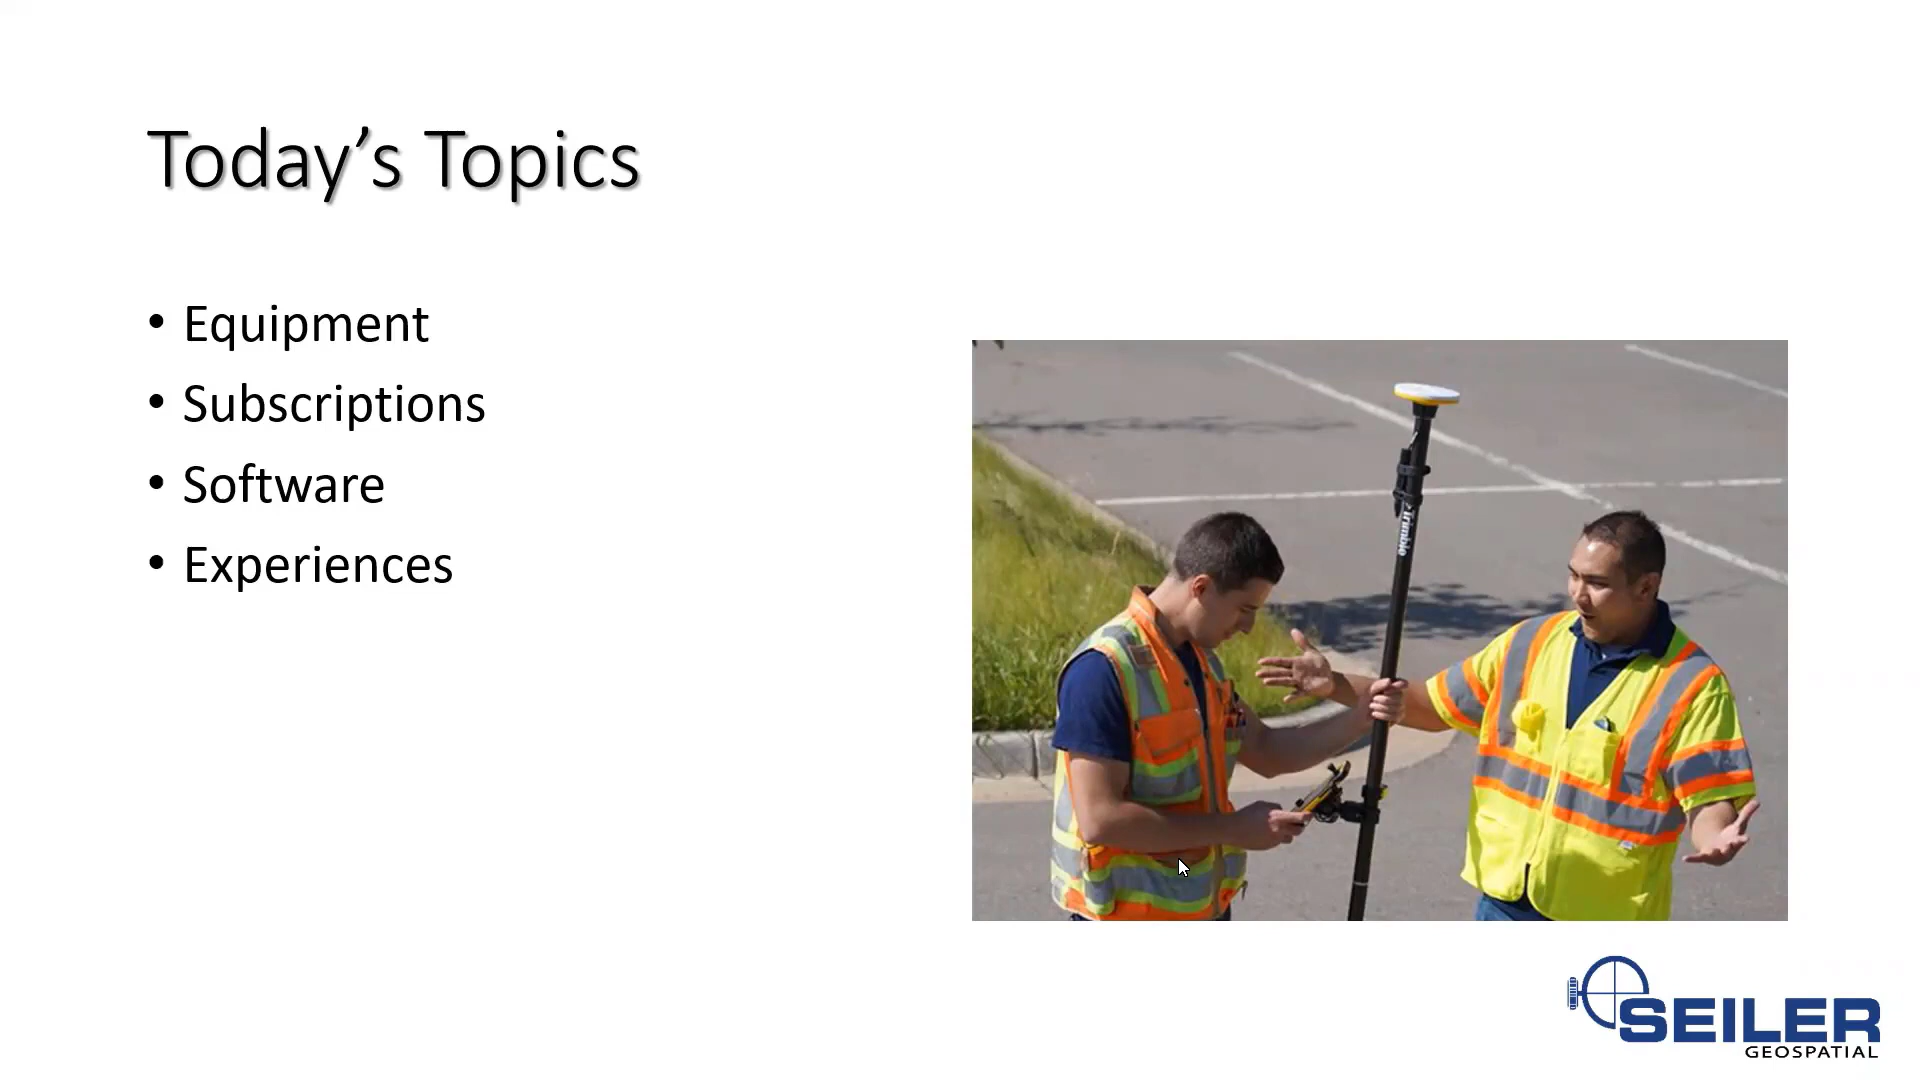 Today’s Topics
• Equipment
• Subscriptions
• Software
• Experiences
Trimble
SEILER
GEOSPATIAL